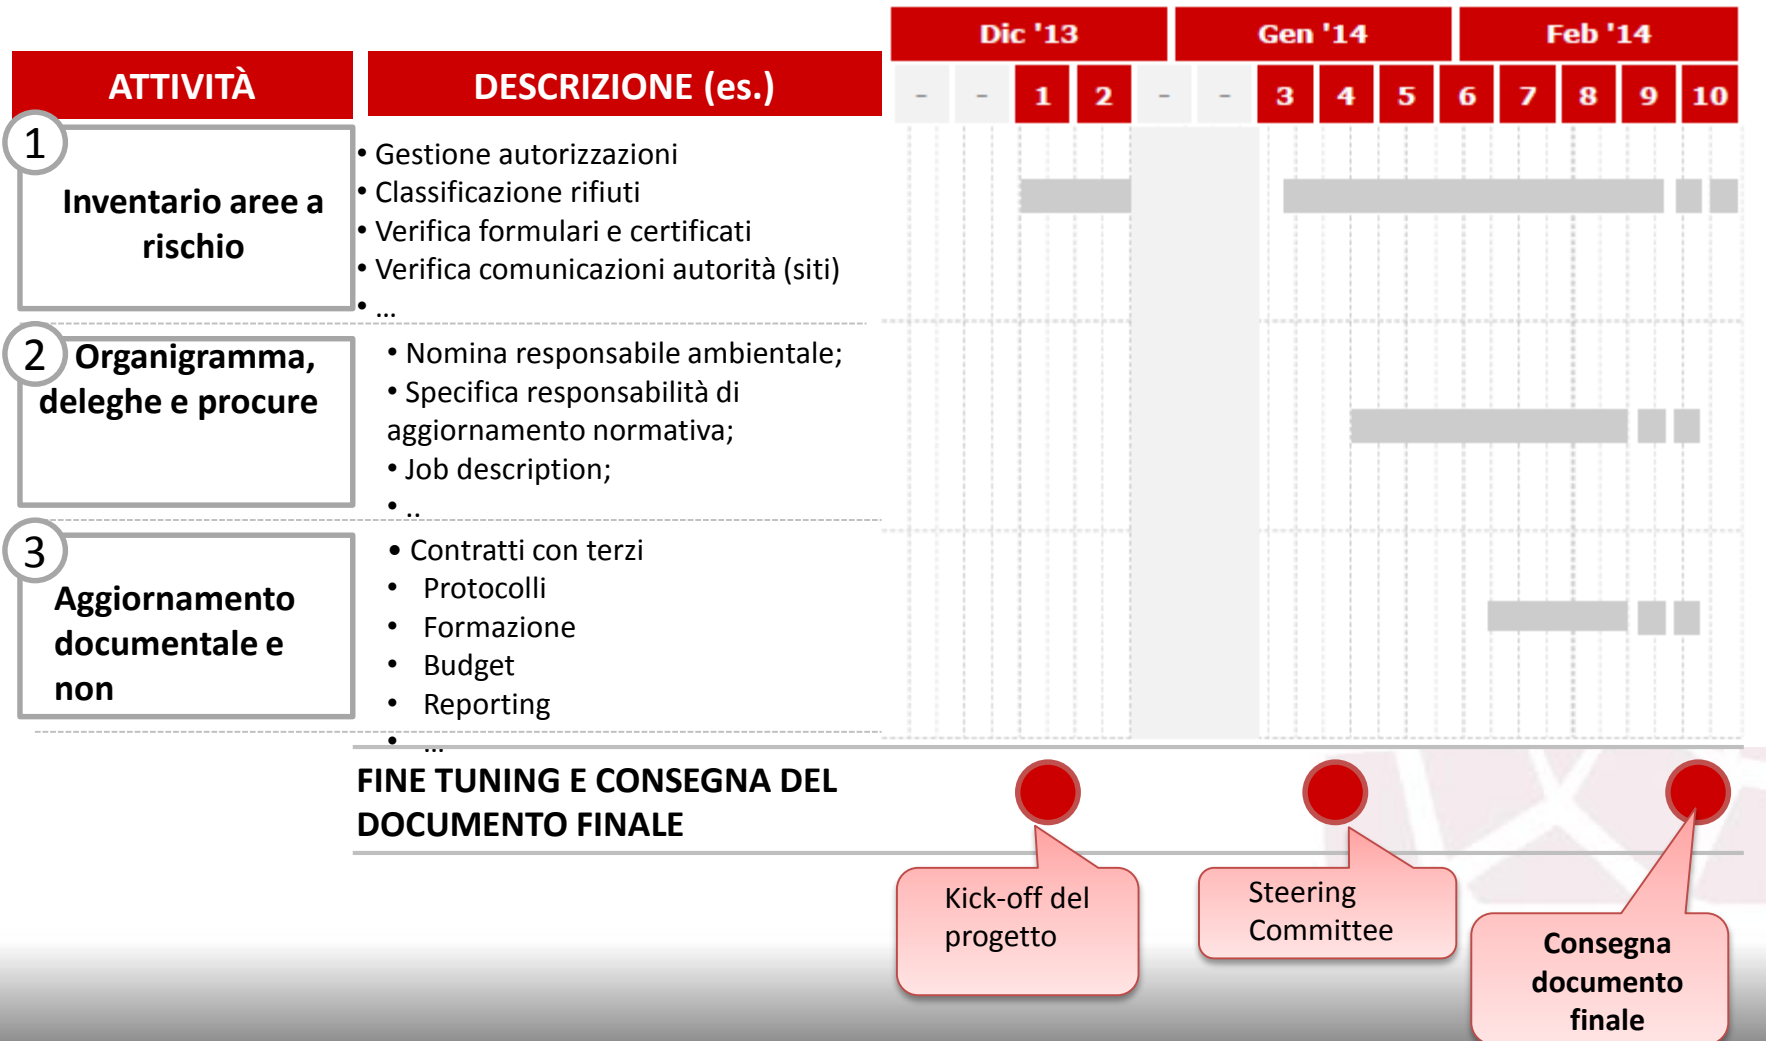 Dic '13 Gen '14 Feb '14
ATTIVITÀ DESCRIZIONE (es.)
- - 1 2 - - 3 4 5 6 7 8 9 10
1
Inventario aree a
rischio
• Gestione autorizzazioni
• Classificazione rifiuti
• Verifica formulari e certificati
• Verifica comunicazioni autorità (siti)
• ...
2
Organigramma,
deleghe e procure
• Nomina responsabile ambientale;
• Specifica responsabilità di
aggiornamento normativa;
• Job description;
• ..
3
Aggiornamento
documentale e
non
• Contratti con terzi
• Protocolli
• Formazione
• Budget
• Reporting
• ...
FINE TUNING E CONSEGNA DEL
DOCUMENTO FINALE
Kick-off del
progetto
Steering
Committee
Consegna
documento
finale